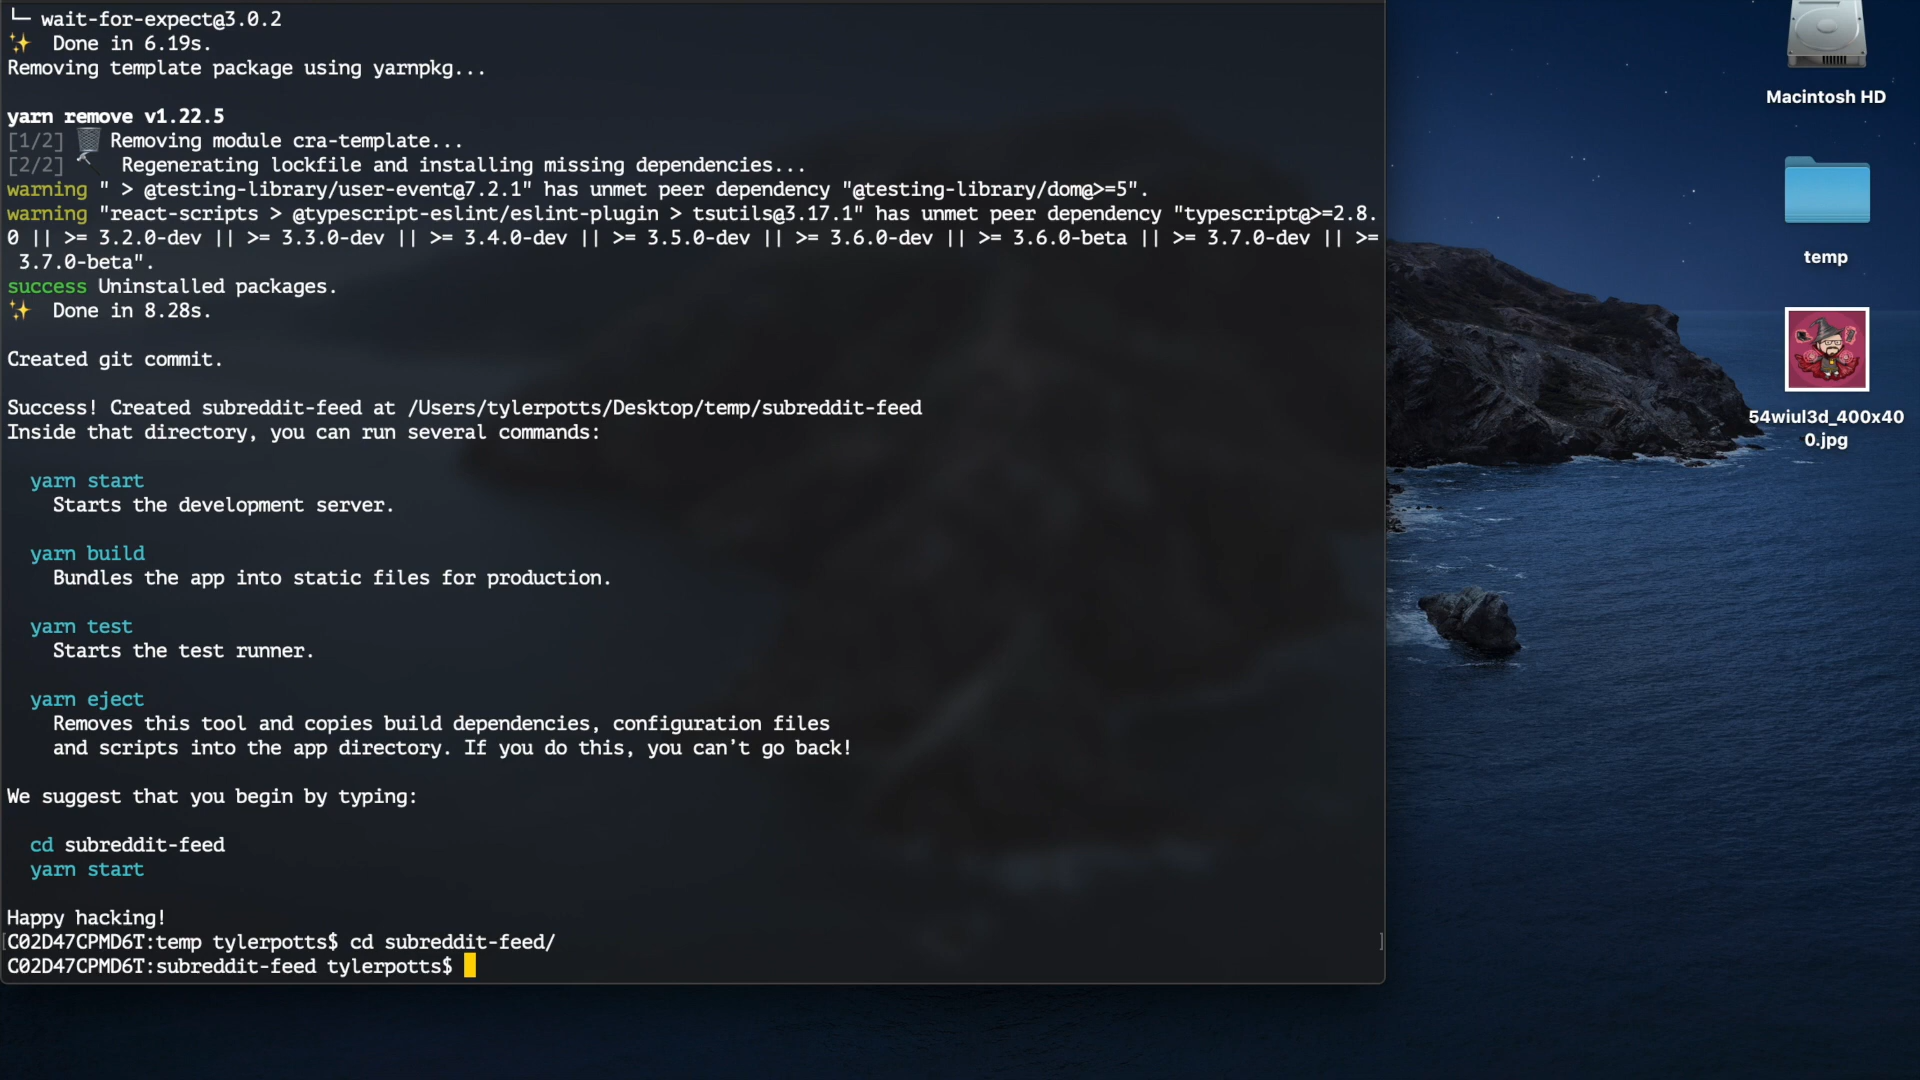 └─ wait-for-expect@3.0.2
✨  Done in 6.19s.
Removing template package using yarnpkg...
yarn remove v1.22.5
[1/2] 🗑  Removing module cra-template...
[2/2] 🔨  Regenerating lockfile and installing missing dependencies...
warning " > @testing-library/user-event@7.2.1" has unmet peer dependency "@testing-library/dom@>=5".
warning "react-scripts > @typescript-eslint/eslint-plugin > tsutils@3.17.1" has unmet peer dependency "typescript@>=2.8.
0 || >= 3.2.0-dev || >= 3.3.0-dev || >= 3.4.0-dev || >= 3.5.0-dev || >= 3.6.0-dev || >= 3.6.0-beta || >= 3.7.0-dev || >=
3.7.0-beta".
success Uninstalled packages.
✨  Done in 8.28s.
Created git commit.
Success! Created subreddit-feed at /Users/tylerpotts/Desktop/temp/subreddit-feed
Inside that directory, you can run several commands:
yarn start
Starts the development server.
yarn build
Bundles the app into static files for production.
yarn test
Starts the test runner.
yarn eject
Removes this tool and copies build dependencies, configuration files
and scripts into the app directory. If you do this, you can’t go back!
We suggest that you begin by typing:
cd subreddit-feed
yarn start
Happy hacking!
[C02D47CPMD6T:temp tylerpotts$ cd subreddit-feed/ ]
C02D47CPMD6T:subreddit-feed tylerpotts$
Macintosh HD
temp
54wiul3d_400x40
0.jpg